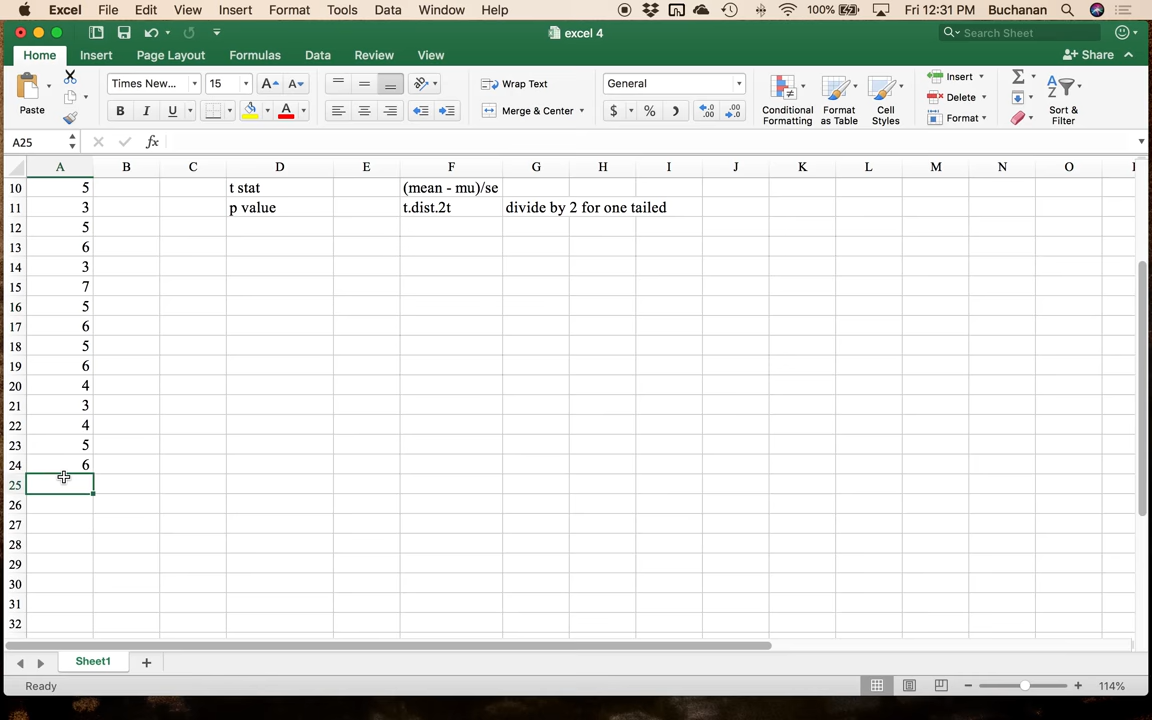 Excel File Edit View Insert Format Tools Data Window Help 100% Fri 12:31 PM Buchanan
excel 4
Search Sheet
Home Insert Page Layout Formulas Data Review View
Share
Paste
Times New... 15
Wrap Text
Merge & Center
General
$ % ,
Conditional Formatting
Format as Table
Cell Styles
Insert
Delete
Format
Sort & Filter
A25 fx
A B C D E F G H I J K L M N O
10 5 t stat (mean - mu)/se
11 3 p value t.dist.2t divide by 2 for one tailed
12 5
13 6
14 3
15 7
16 5
17 6
18 5
19 6
20 4
21 3
22 4
23 5
24 6
25
26
27
28
29
30
31
32
Sheet1
Ready
114%